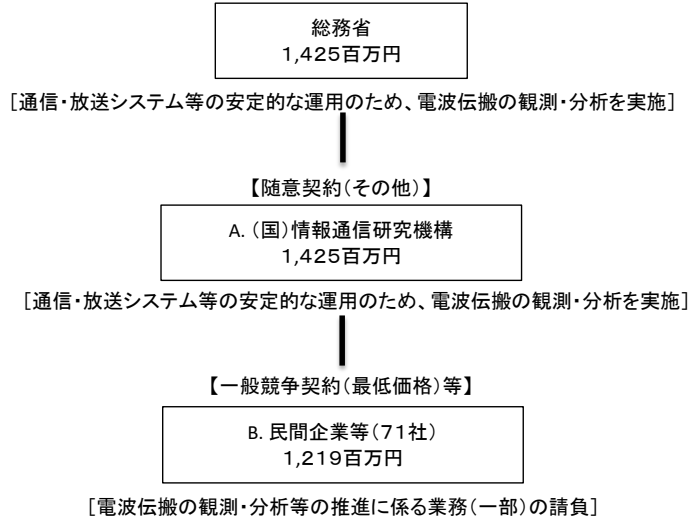 総務省
1,425百万円
[通信・放送システム等の安定的な運用のため、電波伝搬の観測・分析を実施]
【随意契約(その他)】
A. (国)情報通信研究機構
1,425百万円
[通信・放送システム等の安定的な運用のため、電波伝搬の観測・分析を実施]
【一般競争契約(最低価格)等】
B. 民間企業等(71社)
1,219百万円
[電波伝搬の観測・分析等の推進に係る業務(一部)の請負]